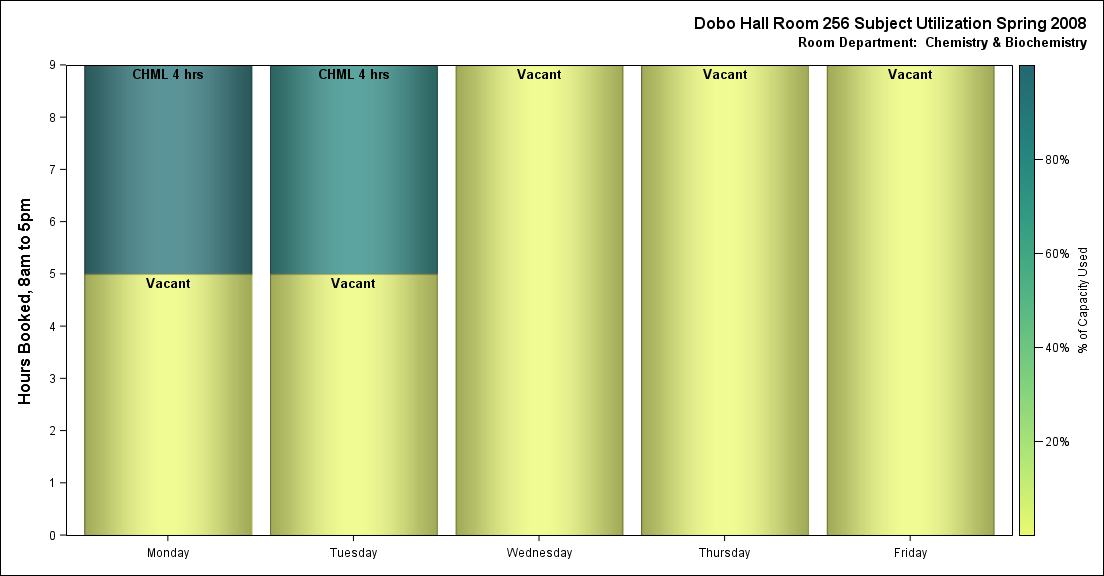 Dobo Hall Room 256 Subject Utilization Spring 2008
Room Department:  Chemistry & Biochemistry
Hours Booked, 8am to 5pm
9
8
7
6
5
4
3
2
1
0
CHML 4 hrs
Vacant
CHML 4 hrs
Vacant
Vacant
Vacant
Vacant
Monday
Tuesday
Wednesday
Thursday
Friday
80%
60%
40%
20%
% of Capacity Used